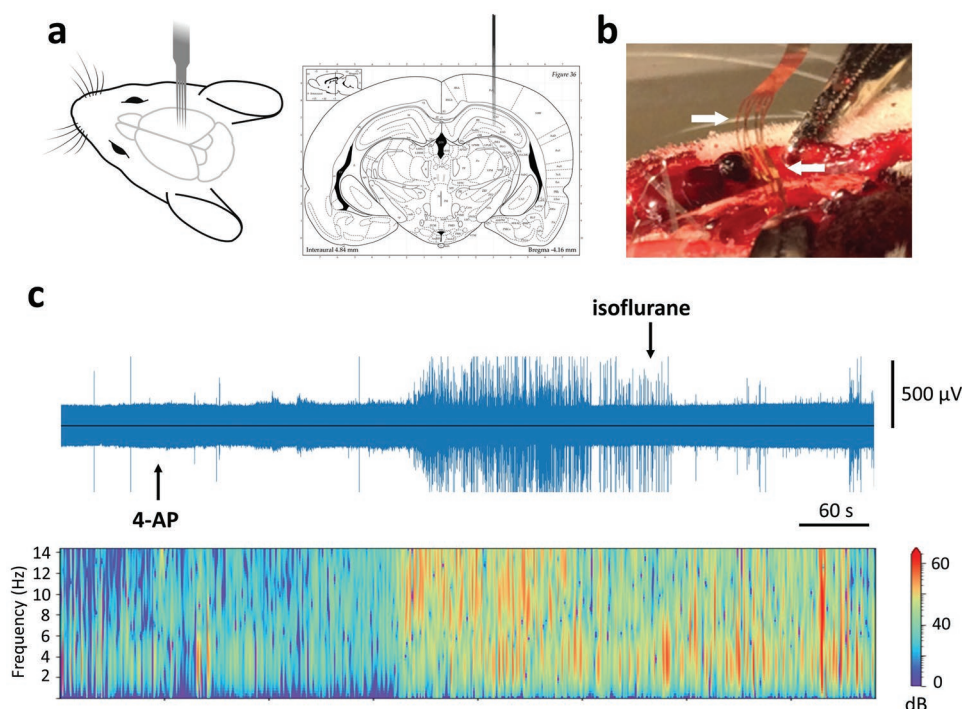 a
Figure 36
Interaural 4.84 mm
Bregma -4.16 mm
b
c
isoflurane
500 µV
4-AP
60 s
Frequency (Hz)
14
12
10
8
6
4
2
60
40
0
dB